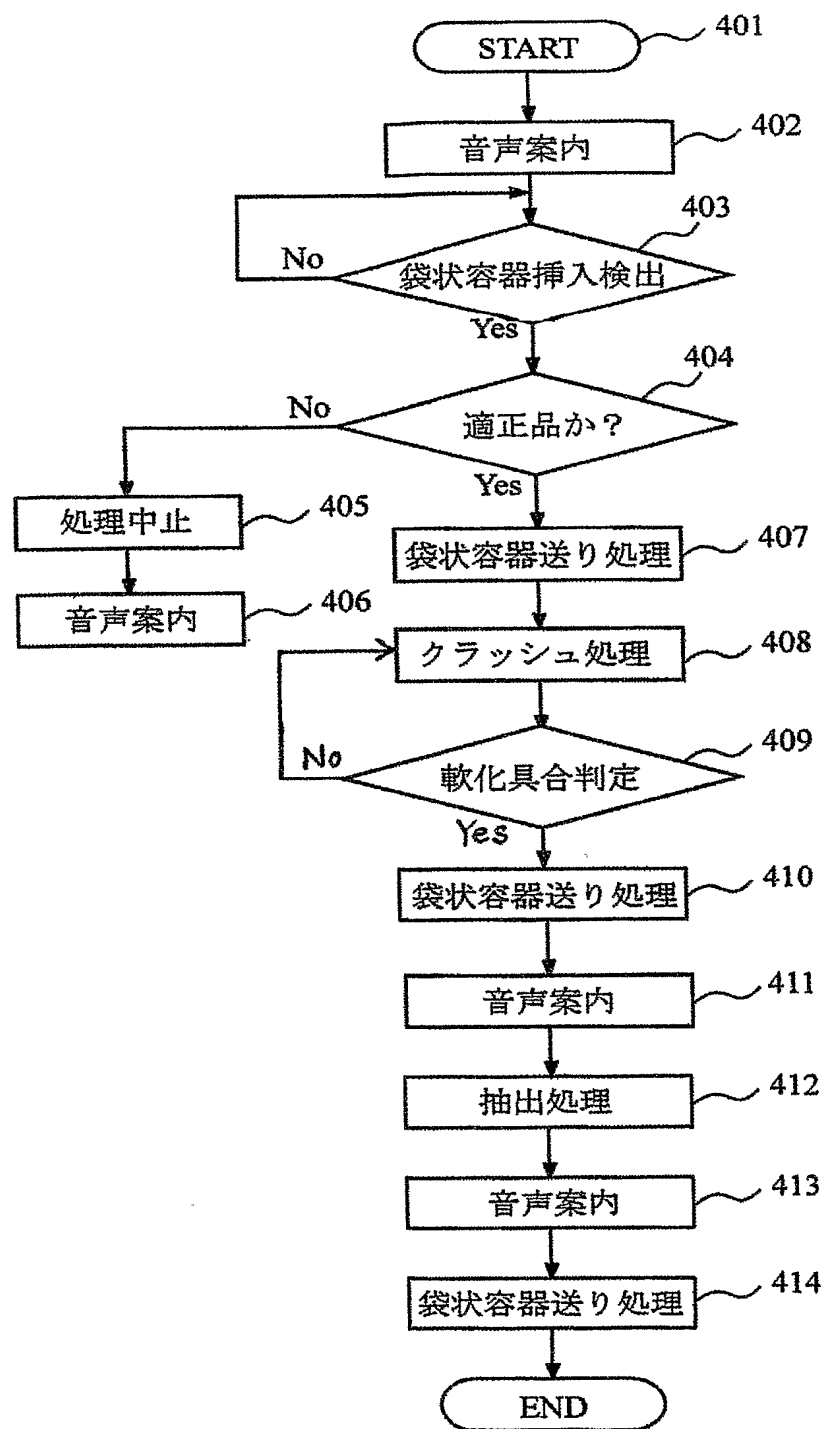 START
401
音声案内
402
袋状容器挿入検出
403
No
Yes
適正品か？
404
No
Yes
処理中止
405
音声案内
406
袋状容器送り処理
407
クラッシュ処理
408
軟化具合判定
409
No
Yes
袋状容器送り処理
410
音声案内
411
抽出処理
412
音声案内
413
袋状容器送り処理
414
END